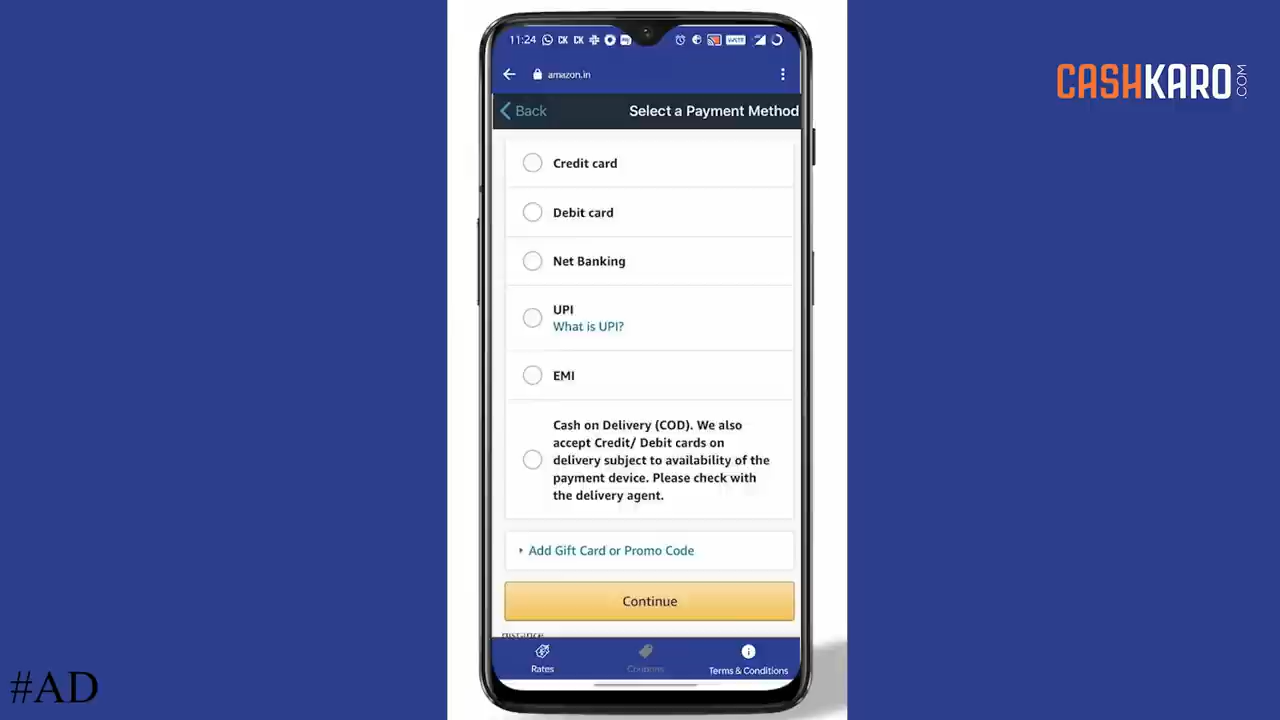 11:24
VoLTE
amazon.in
CASHKARO.COM
Back
Select a Payment Method
Credit card
Debit card
Net Banking
UPI
What is UPI?
EMI
Cash on Delivery (COD). We also
accept Credit/ Debit cards on
delivery subject to availability of the
payment device. Please check with
the delivery agent.
Add Gift Card or Promo Code
Continue
distance
Rates
Coupons
Terms & Conditions
#AD